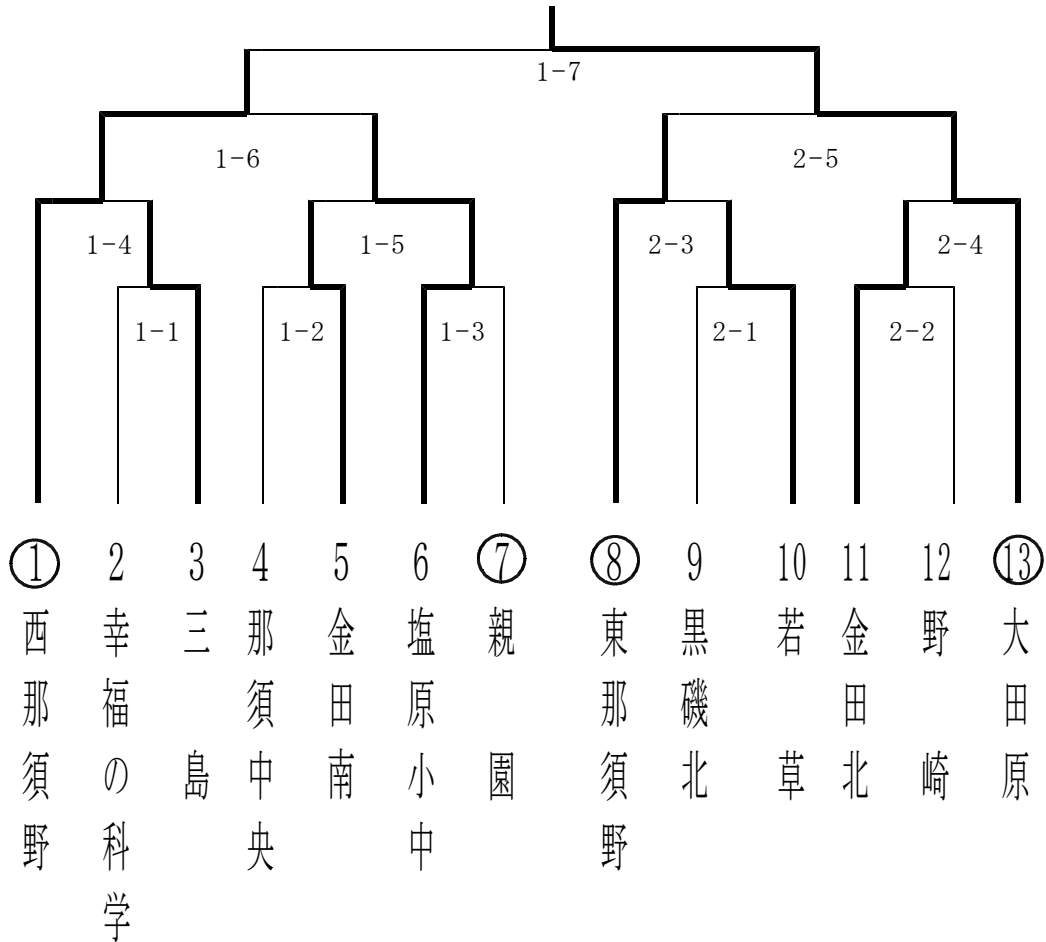 1-7
1-6
2-5
1-4
1-5
2-3
2-4
1-1
1-2
1-3
2-1
2-2
① 西那須野
2 幸福の科学
3 三島
4 那須中央
5 金田南
6 塩原小中
⑦ 親園
⑧ 東那須野
9 黒磯北
10 若草
11 金田北
12 野崎
⑬ 大田原